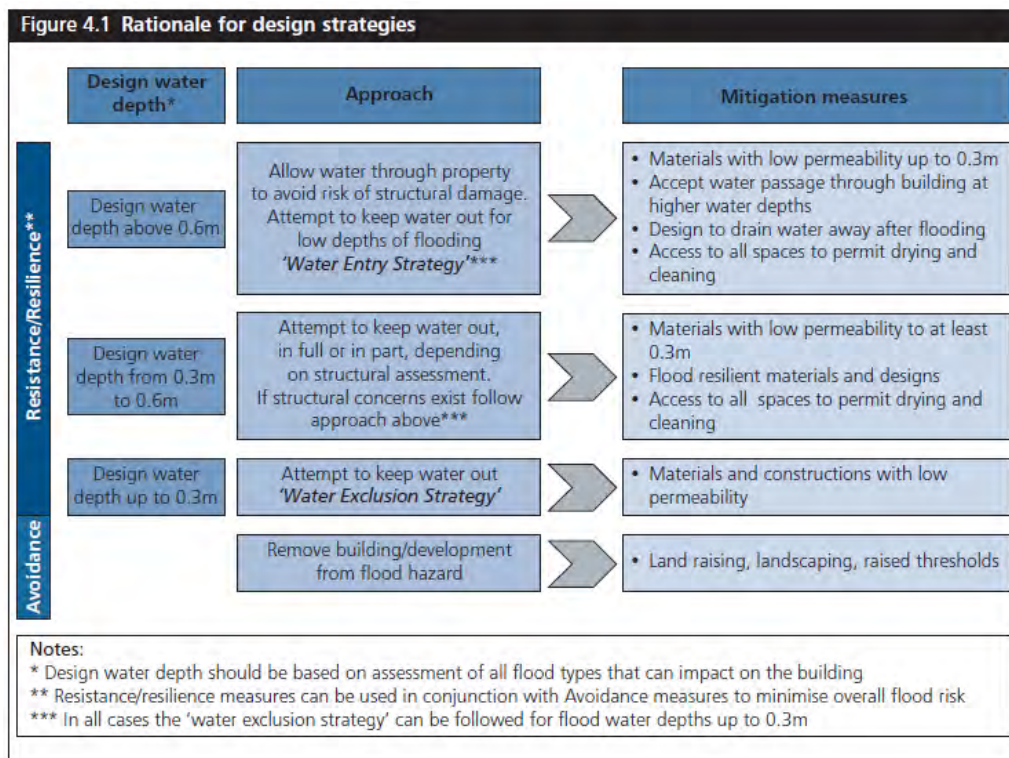 Figure 4.1 Rationale for design strategies
Design water
depth*
Approach
Mitigation measures
Resistance/Resilience**
Design water
depth above 0.6m
Allow water through property
to avoid risk of structural damage.
Attempt to keep water out for
low depths of flooding
'Water Entry Strategy'***
• Materials with low permeability up to 0.3m
• Accept water passage through building at
higher water depths
• Design to drain water away after flooding
• Access to all spaces to permit drying and
cleaning
Design water
depth from 0.3m
to 0.6m
Attempt to keep water out,
in full or in part, depending
on structural assessment.
If structural concerns exist follow
approach above***
• Materials with low permeability to at least
0.3m
• Flood resilient materials and designs
• Access to all spaces to permit drying and
cleaning
Design water
depth up to 0.3m
Attempt to keep water out
'Water Exclusion Strategy'
• Materials and constructions with low
permeability
Avoidance
Remove building/development
from flood hazard
• Land raising, landscaping, raised thresholds
Notes:
* Design water depth should be based on assessment of all flood types that can impact on the building
** Resistance/resilience measures can be used in conjunction with Avoidance measures to minimise overall flood risk
*** In all cases the 'water exclusion strategy' can be followed for flood water depths up to 0.3m